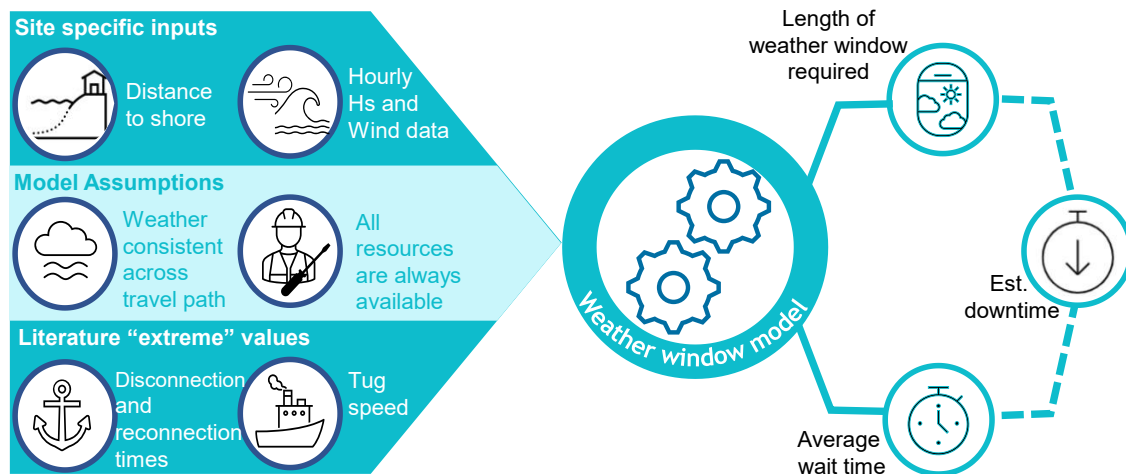 Site specific inputs
Distance
to shore
Hourly
Hs and
Wind data
Model Assumptions
Weather
consistent
across
travel path
All
resources
are always
available
Literature “extreme” values
Disconnection
and
reconnection
times
Tug
speed
Weather window model
Length of
weather window
required
Est.
downtime
Average
wait time